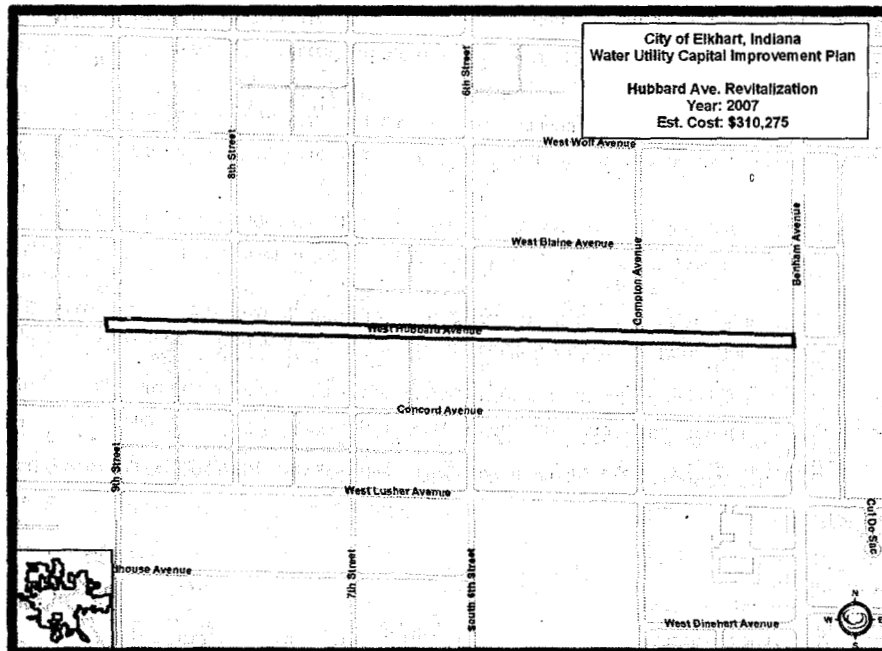 City of Elkhart, Indiana
Water Utility Capital Improvement Plan
Hubbard Ave. Revitalization
Year: 2007
Est. Cost: $310,275
6th Street
8th Street
West Wolf Avenue
West Blaine Avenue
Compton Avenue
Benham Avenue
West Hubbard Avenue
Concord Avenue
9th Street
West Lusher Avenue
Cul De Sac
dhouse Avenue
7th Street
South 6th Street
West Dinehart Avenue
N
W
E
S